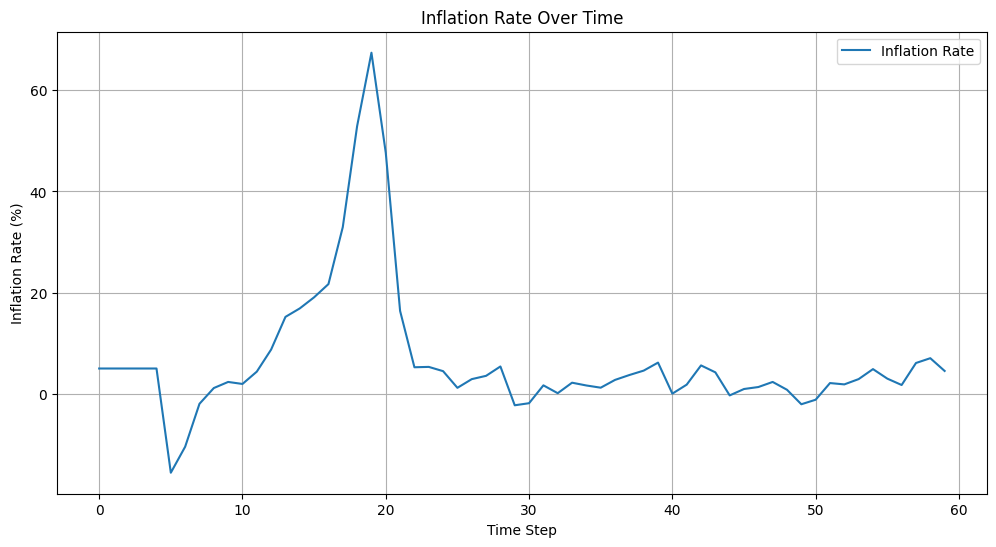 Inflation Rate Over Time
Inflation Rate
Inflation Rate (%)
60
40
20
0
0 10 20 30 40 50 60
Time Step